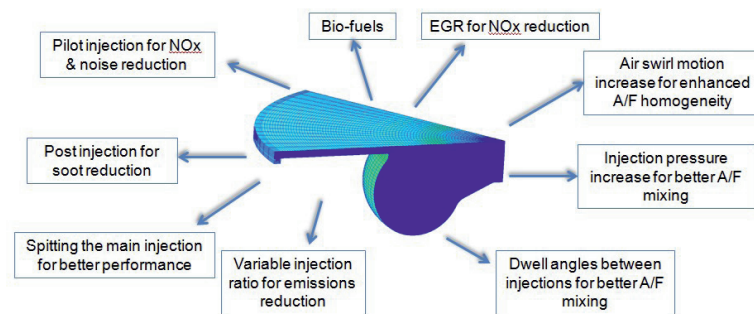 Bio-fuels
EGR for NOx reduction
Pilot injection for NOx
& noise reduction
Air swirl motion
increase for enhanced
A/F homogeneity
Post injection for
soot reduction
Injection pressure
increase for better A/F
mixing
Spitting the main injection
for better performance
Variable injection
ratio for emissions
reduction
Dwell angles between
injections for better A/F
mixing